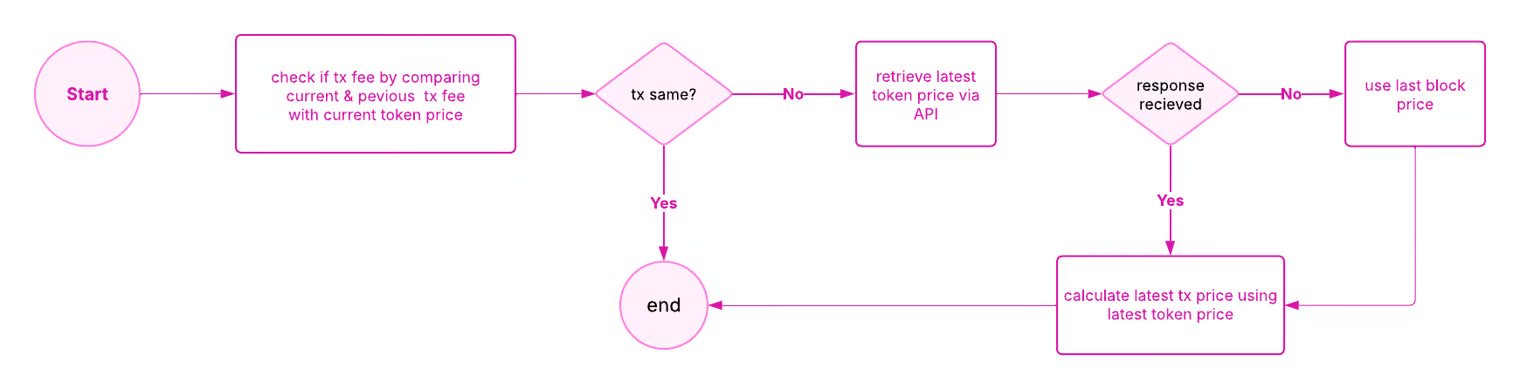 Start
check if tx fee by comparing
current & pevious  tx fee
with current token price
tx same?
No
retrieve latest
token price via
API
response
recieved
No
use last block
price
Yes
Yes
end
calculate latest tx price using
latest token price